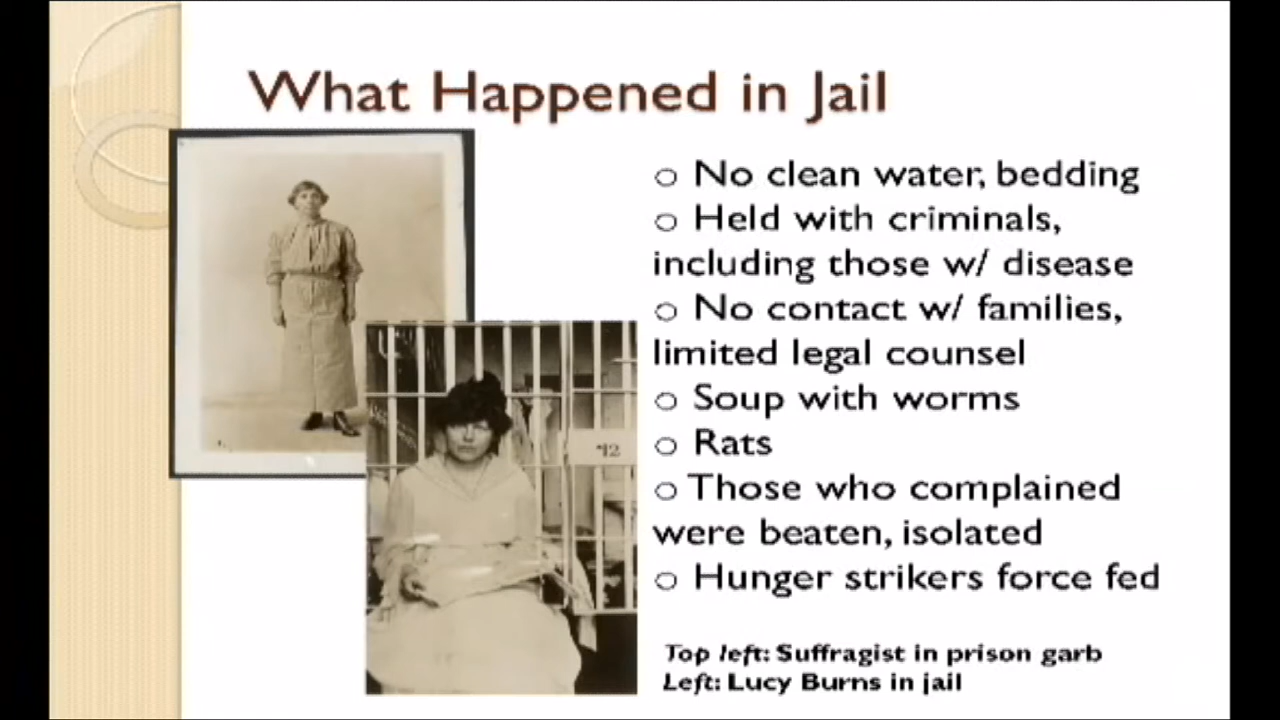 What Happened in Jail
o No clean water, bedding
o Held with criminals,
including those w/ disease
o No contact w/ families,
limited legal counsel
o Soup with worms
o Rats
o Those who complained
were beaten, isolated
o Hunger strikers force fed
12
Top left: Suffragist in prison garb
Left: Lucy Burns in jail